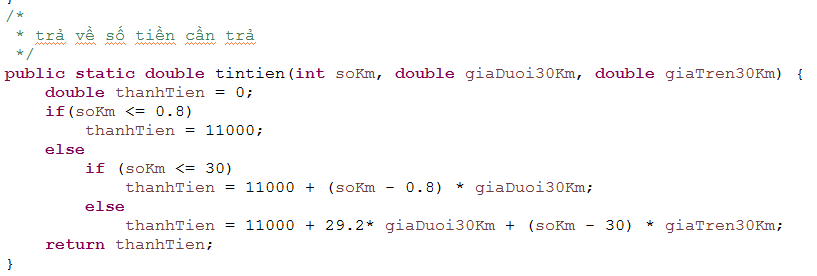 /*
 * trả về số tiền cần trả
 */
public static double tintien(int soKm, double giaDuoi30Km, double giaTren30Km) {
    double thanhTien = 0;
    if(soKm <= 0.8)
        thanhTien = 11000;
    else
        if (soKm <= 30)
            thanhTien = 11000 + (soKm - 0.8) * giaDuoi30Km;
        else
            thanhTien = 11000 + 29.2* giaDuoi30Km + (soKm - 30) * giaTren30Km;
    return thanhTien;
}